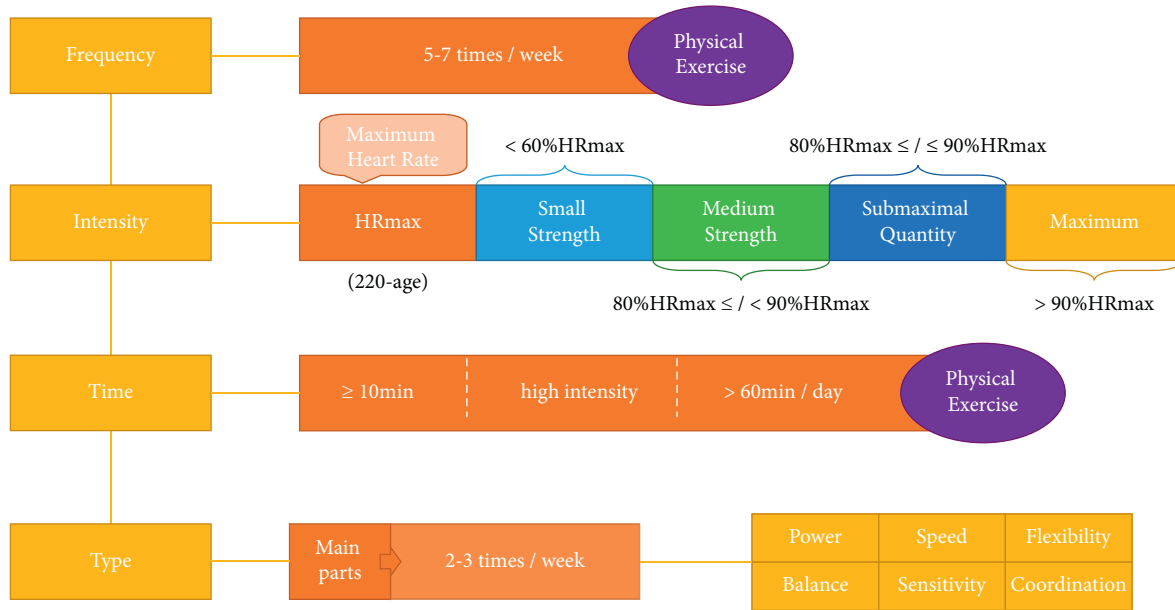 Frequency
5-7 times / week
Physical
Exercise
Maximum
Heart Rate
< 60%HRmax
80%HRmax ≤ / ≤ 90%HRmax
Intensity
HRmax
Small
Strength
Medium
Strength
Submaximal
Quantity
Maximum
(220-age)
80%HRmax ≤ / < 90%HRmax
> 90%HRmax
Time
≥ 10min
high intensity
> 60min / day
Physical
Exercise
Type
Main
parts
2-3 times / week
Power
Speed
Flexibility
Balance
Sensitivity
Coordination